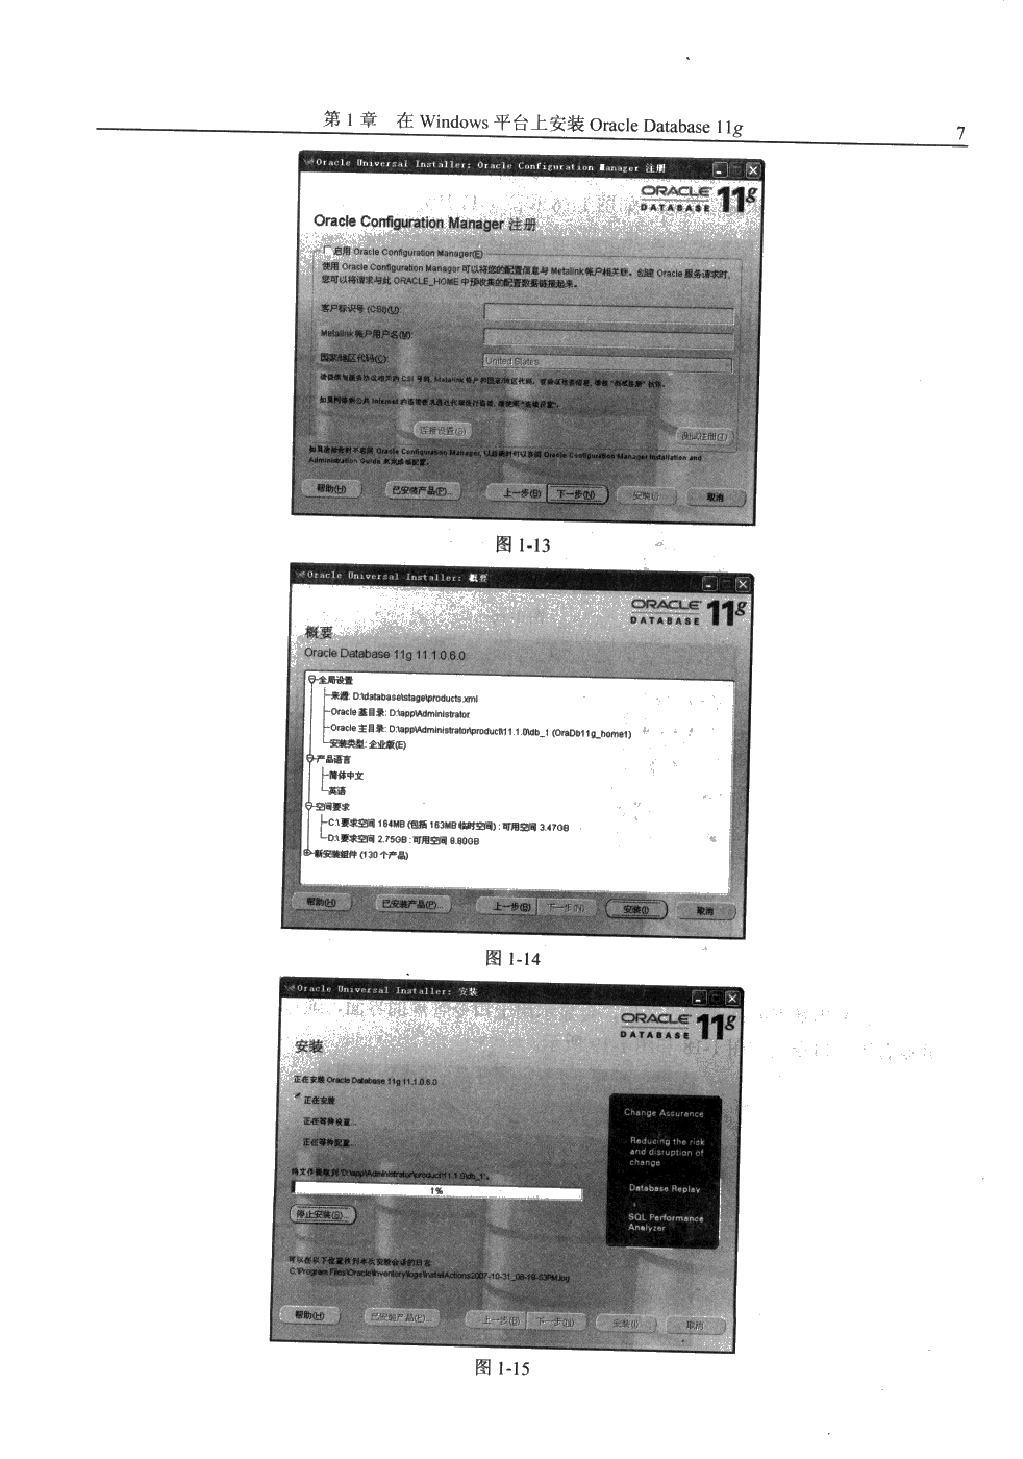 第 1 章 在 Windows 平台上安装 Oracle Database 11g
7
Oracle Universal Installer: Oracle Configuration Manager 注册
ORACLE 11g
DATABASE
Oracle Configuration Manager 注册
启用 Oracle Configuration Manager(E)
使用 Oracle Configuration Manager 可以将您的配置信息与 Metalink 帐户相关联。创建 Oracle 服务请求时,
您可以将请求与此 ORACLE_HOME 中预收集的配置数据链接起来。
客户标识号 (CSI)(U):
Metalink 帐户用户名(M):
国家/地区代码(C):
United States
连接设置(S)
测试注册(T)
帮助(H)
已安装产品(P)...
上一步(B)
下一步(N)
安装(I)
取消
图 1-13
Oracle Universal Installer: 概要
ORACLE 11g
DATABASE
概要
Oracle Database 11g 11.1.0.6.0
全局设置
来源: D:\database\stage\products.xml
Oracle 基目录: D:\app\Administrator
Oracle 主目录: D:\app\Administrator\product\11.1.0\db_1 (OraDb11g_home1)
安装类型: 企业版(E)
产品语言
简体中文
英语
空间要求
C:\ 要求空间 164MB (包括 163MB 临时空间) : 可用空间 3.47GB
D:\ 要求空间 2.75GB : 可用空间 8.80GB
新安装组件 (130 个产品)
帮助(H)
已安装产品(P)...
上一步(B)
下一步(N)
安装(I)
取消
图 1-14
Oracle Universal Installer: 安装
ORACLE 11g
DATABASE
安装
正在安装 Oracle Database 11g 11.1.0.6.0
正在安装
正在等待设置...
正在等待配置...
将文件提取到 'D:\app\Administrator\product\11.1.0\db_1'。
1%
停止安装(S)...
Change Assurance
Reducing the risk
and disruption of
change
Database Replay
SQL Performance
Analyzer
可以在以下位置找到本次安装会话的日志:
C:\Program Files\Oracle\Inventory\logs\installActions2007-10-31_08-19-53PM.log
帮助(H)
已安装产品(P)...
上一步(B)
下一步(N)
安装(I)
取消
图 1-15